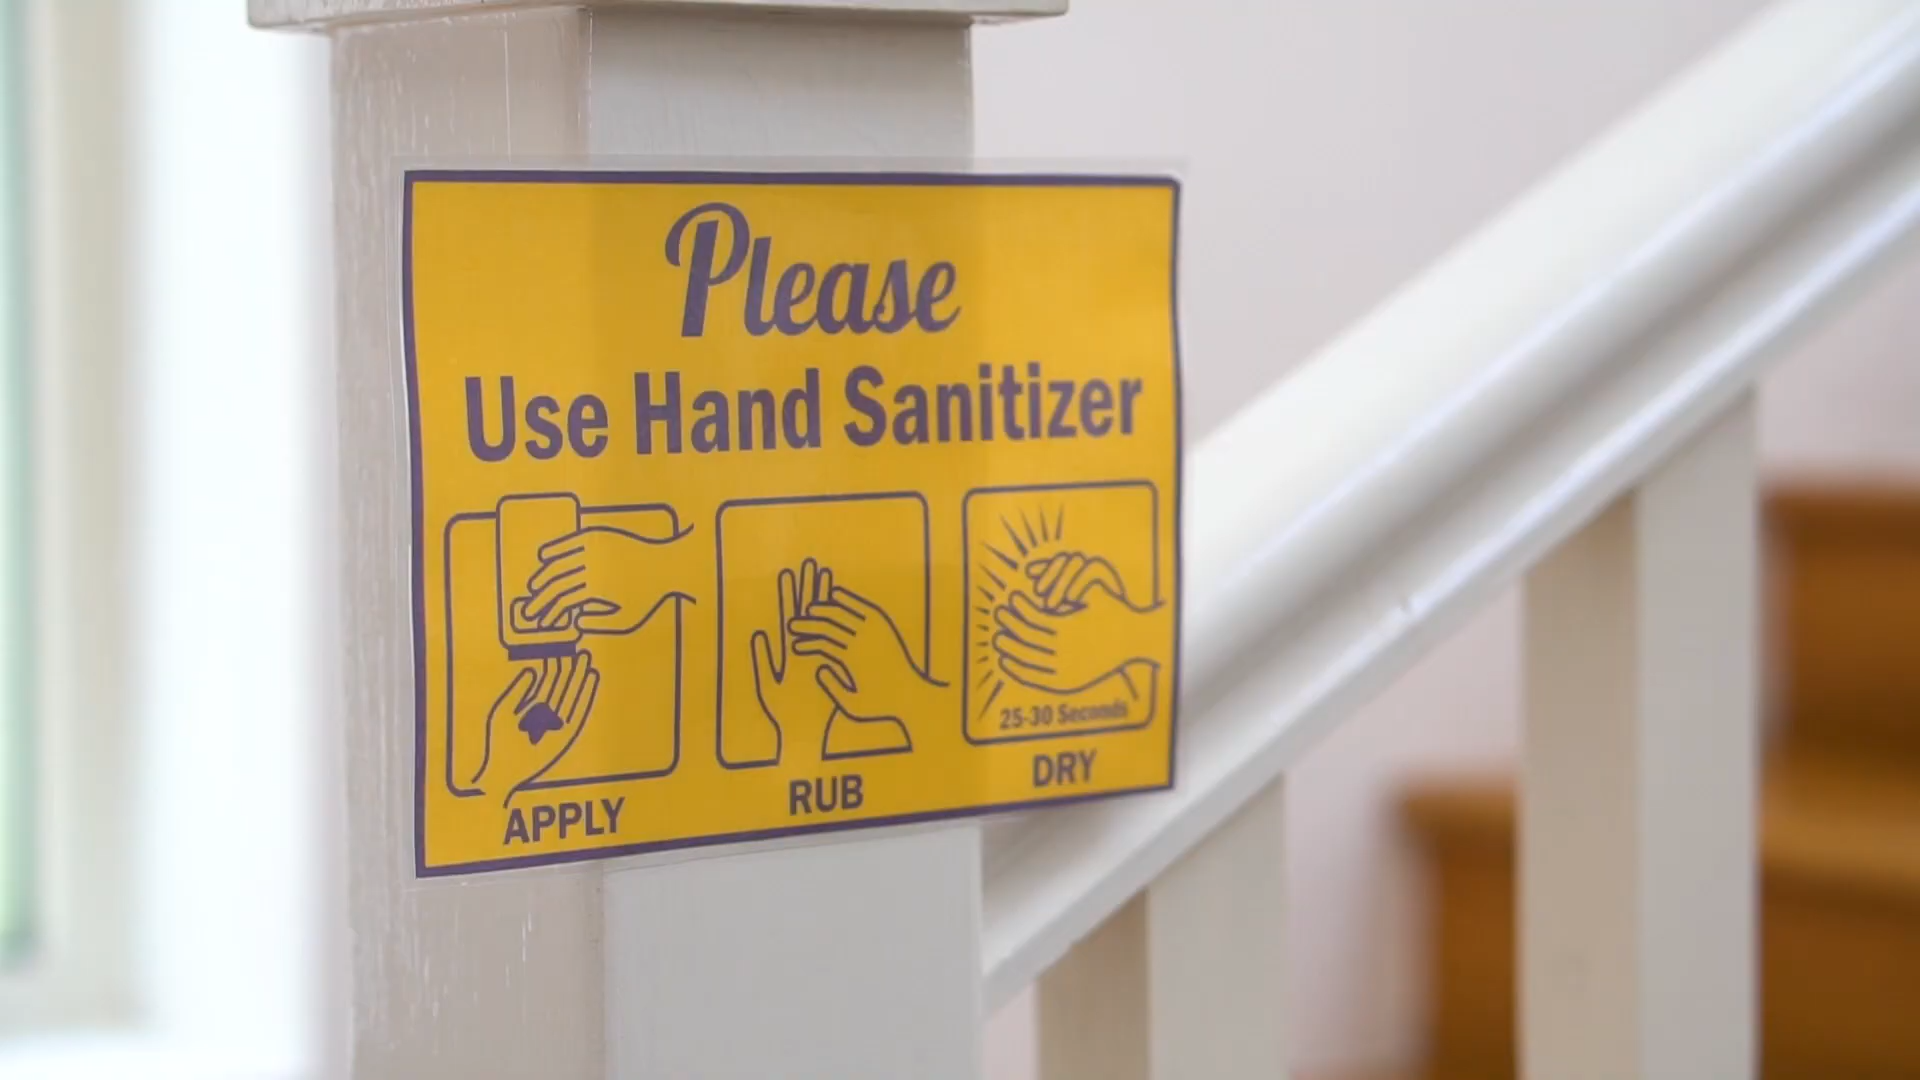 Please
Use Hand Sanitizer
25-30 Seconds
APPLY
RUB
DRY